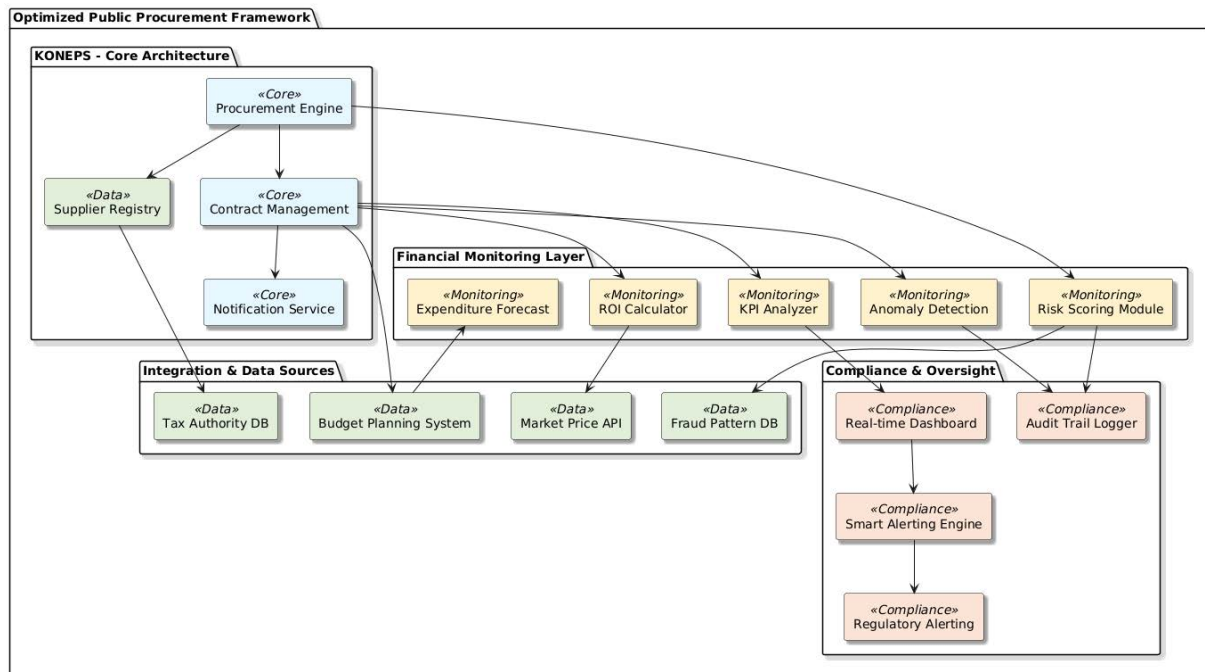 Optimized Public Procurement Framework
KONEPS - Core Architecture
«Core»
Procurement Engine
«Data»
Supplier Registry
«Core»
Contract Management
«Core»
Notification Service
Financial Monitoring Layer
«Monitoring»
Expenditure Forecast
«Monitoring»
ROI Calculator
«Monitoring»
KPI Analyzer
«Monitoring»
Anomaly Detection
«Monitoring»
Risk Scoring Module
Integration & Data Sources
«Data»
Tax Authority DB
«Data»
Budget Planning System
«Data»
Market Price API
«Data»
Fraud Pattern DB
Compliance & Oversight
«Compliance»
Real-time Dashboard
«Compliance»
Audit Trail Logger
«Compliance»
Smart Alerting Engine
«Compliance»
Regulatory Alerting